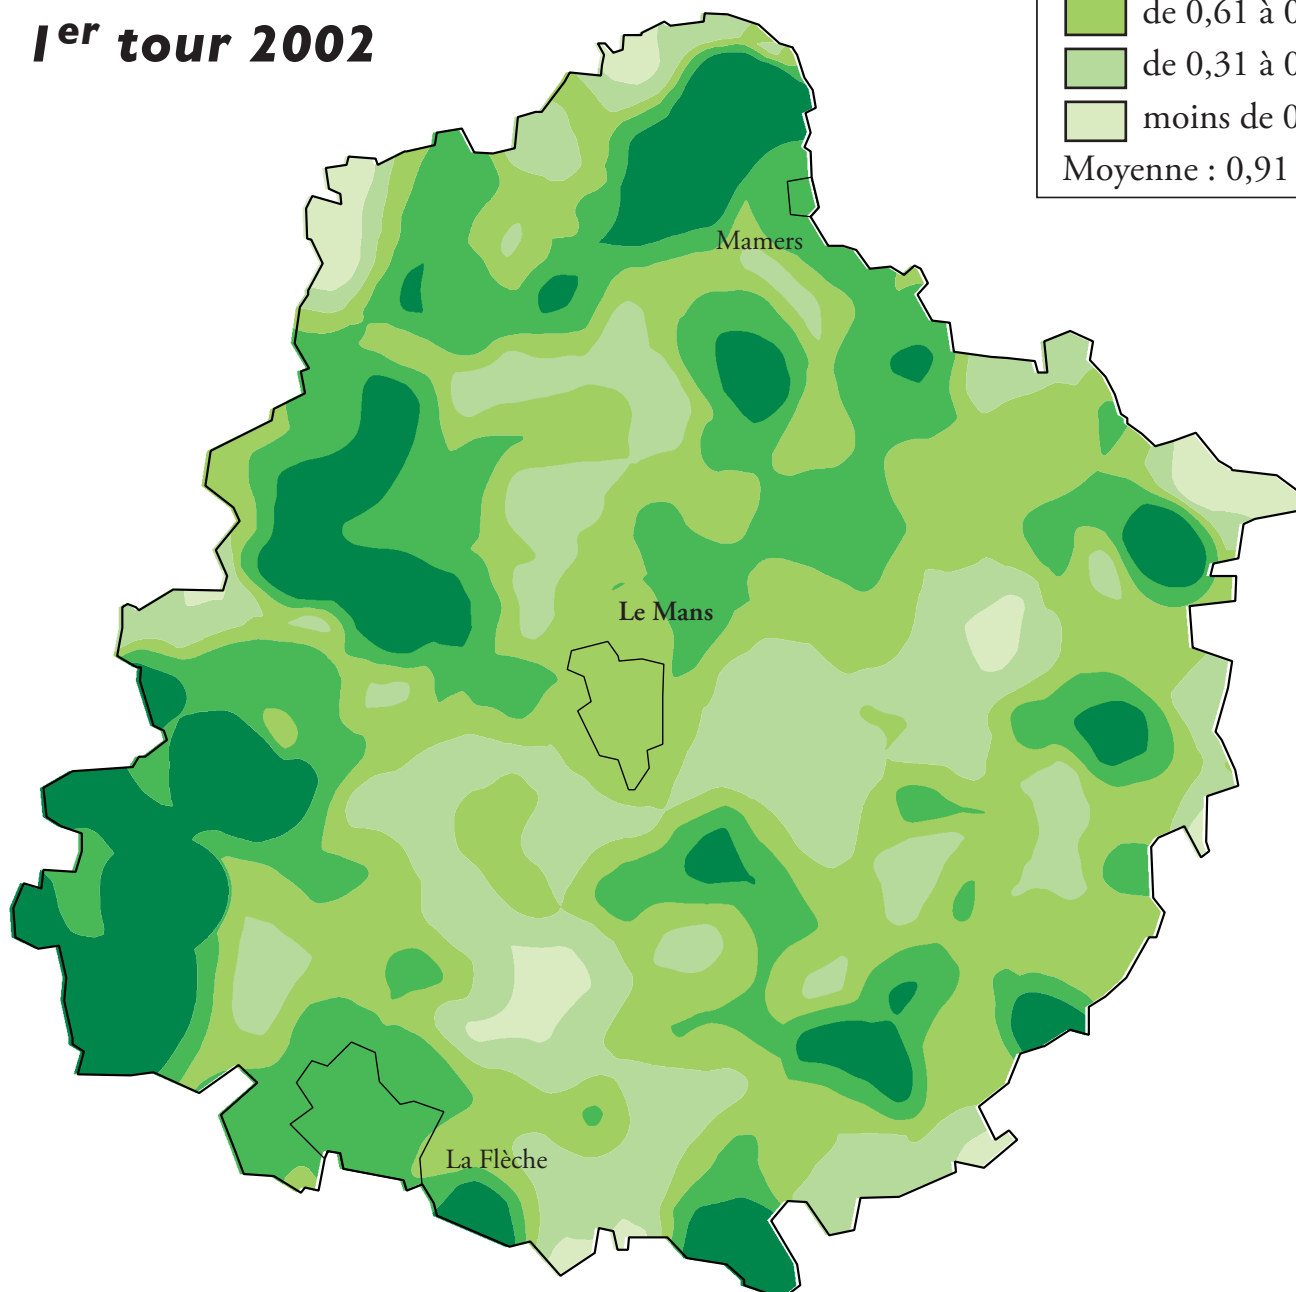 1er tour 2002
de 0,61 à 0
de 0,31 à 0
moins de 0
Moyenne : 0,91
Mamers
Le Mans
La Flèche